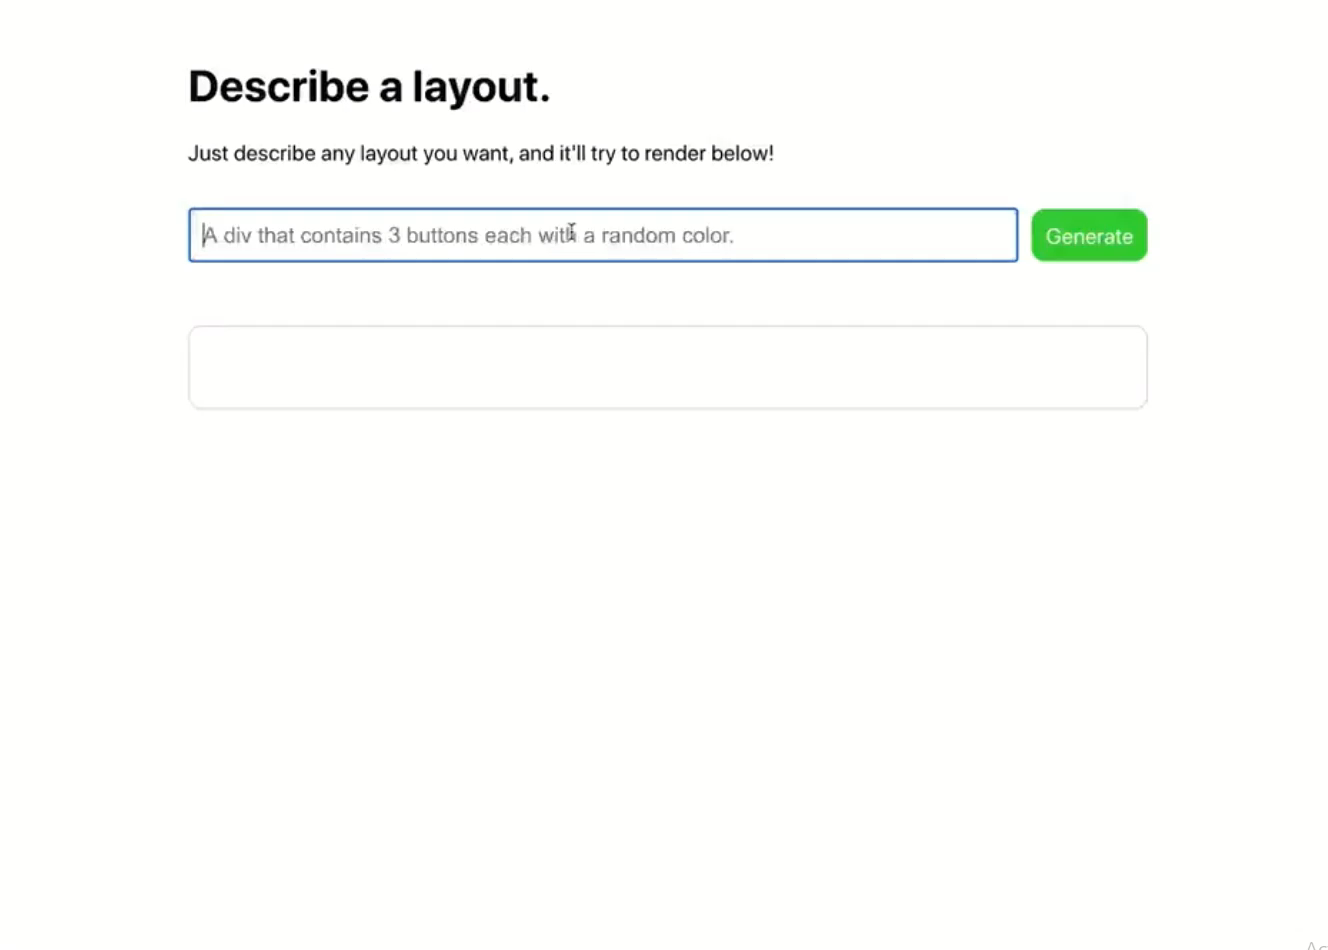 Describe a layout.
Just describe any layout you want, and it'll try to render below!
A div that contains 3 buttons each with a random color.
Generate